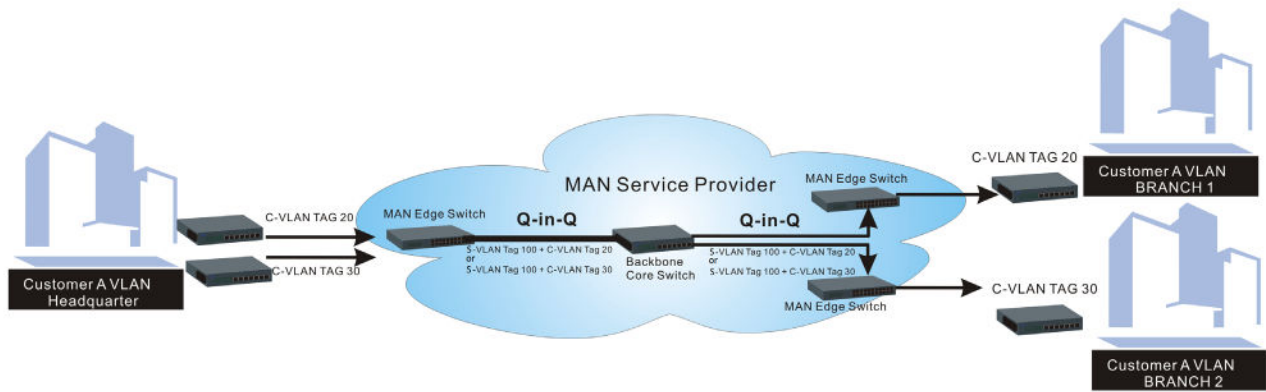 C-VLAN TAG 20
C-VLAN TAG 30
Customer A VLAN
Headquarter
MAN Service Provider
MAN Edge Switch
Q-in-Q
S-VLAN Tag 100 + C-VLAN Tag 20
or
S-VLAN Tag 100 + C-VLAN Tag 30
Backbone
Core Switch
Q-in-Q
S-VLAN Tag 100 + C-VLAN Tag 20
or
S-VLAN Tag 100 + C-VLAN Tag 30
MAN Edge Switch
MAN Edge Switch
C-VLAN TAG 20
Customer A VLAN
BRANCH 1
C-VLAN TAG 30
Customer A VLAN
BRANCH 2